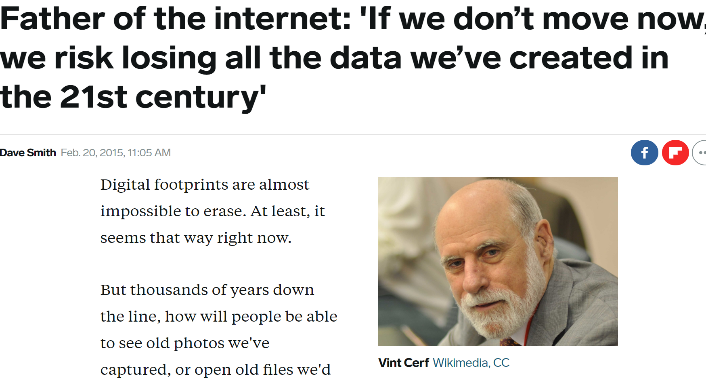 Father of the internet: 'If we don’t move now,
we risk losing all the data we’ve created in
the 21st century'
Dave Smith Feb. 20, 2015, 11:05 AM
Digital footprints are almost
impossible to erase. At least, it
seems that way right now.
But thousands of years down
the line, how will people be able
to see old photos we've
captured, or open old files we'd
Vint Cerf Wikimedia, CC